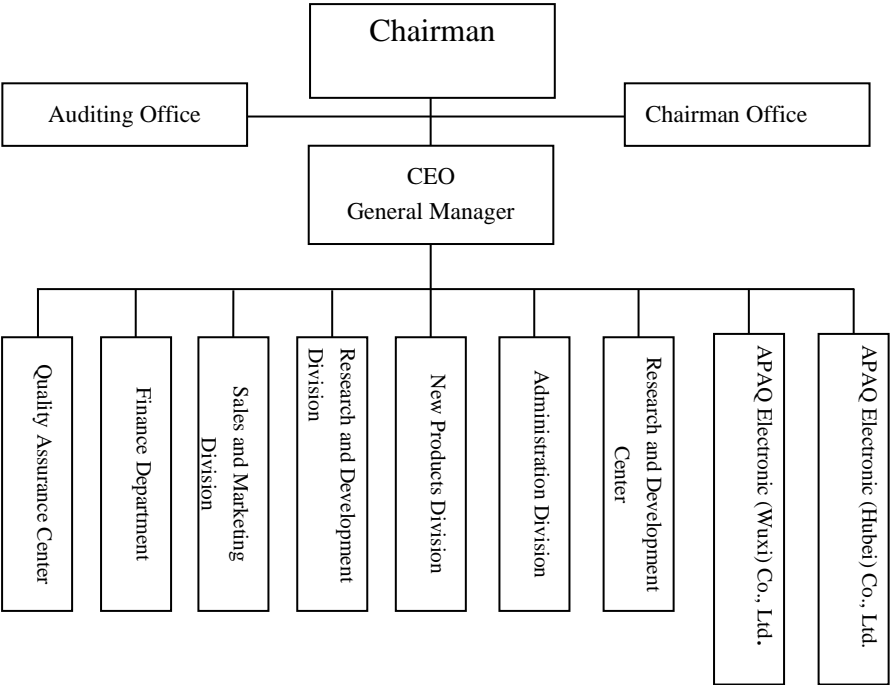 Chairman
Auditing Office
Chairman Office
CEO
General Manager
Quality Assurance Center
Finance Department
Sales and Marketing
Division
Research and Development
Division
New Products Division
Administration Division
Research and Development
Center
APAQ Electronic (Wuxi) Co., Ltd.
APAQ Electronic (Hubei) Co., Ltd.